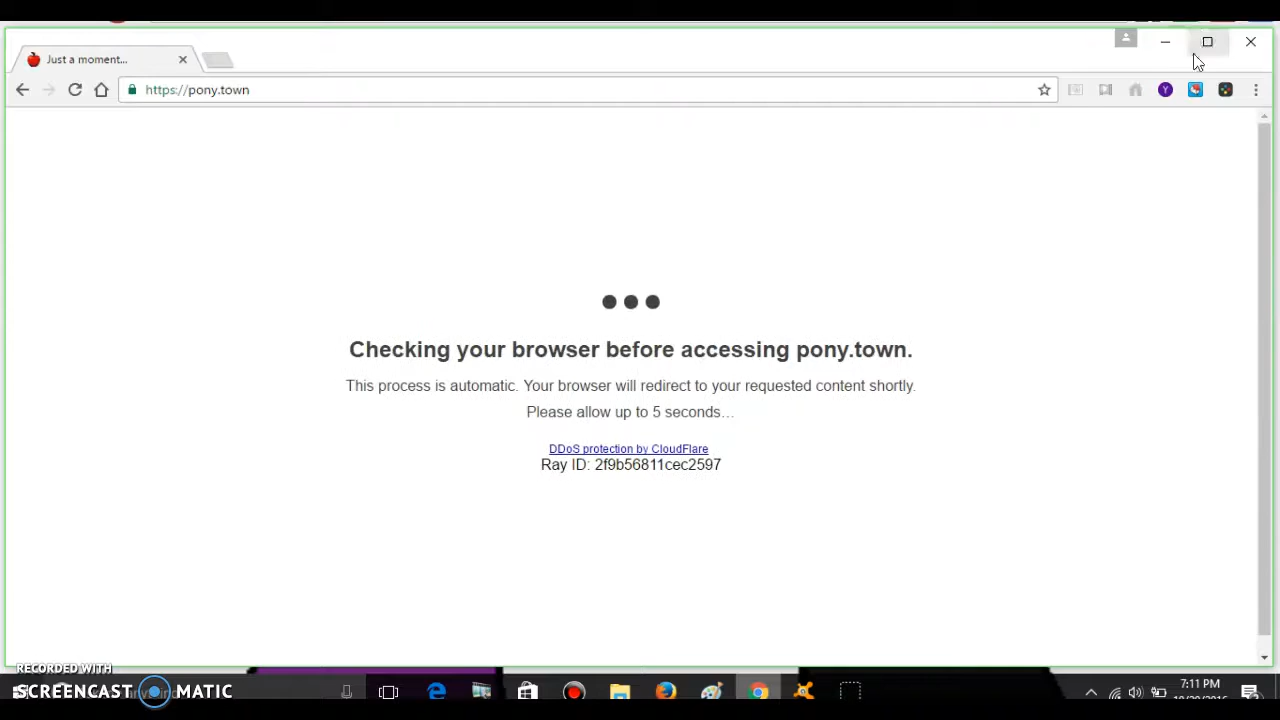 Just a moment...
https://pony.town
Y
Checking your browser before accessing pony.town.
This process is automatic. Your browser will redirect to your requested content shortly.
Please allow up to 5 seconds…
DDoS protection by CloudFlare
Ray ID: 2f9b56811cec2597
RECORDED WITH
SCREENCAST MATIC
7:11 PM